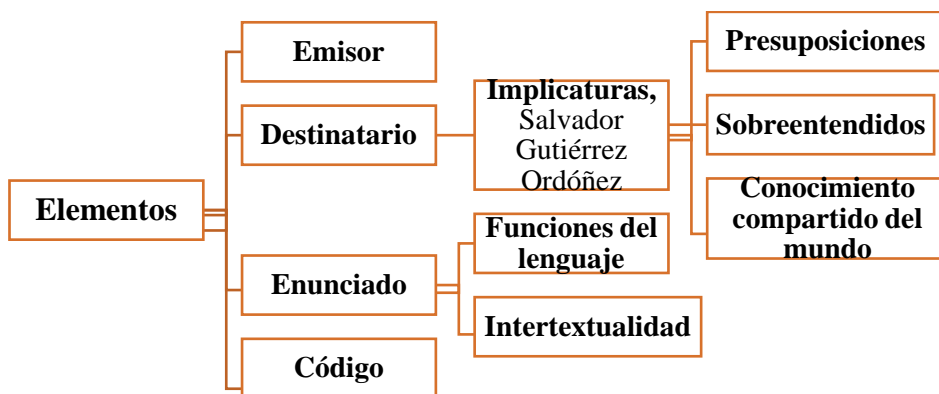 Elementos
Emisor
Destinatario
Implicaturas,
Salvador
Gutiérrez
Ordóñez
Presuposiciones
Sobreentendidos
Conocimiento
compartido del
mundo
Enunciado
Funciones del
lenguaje
Intertextualidad
Código